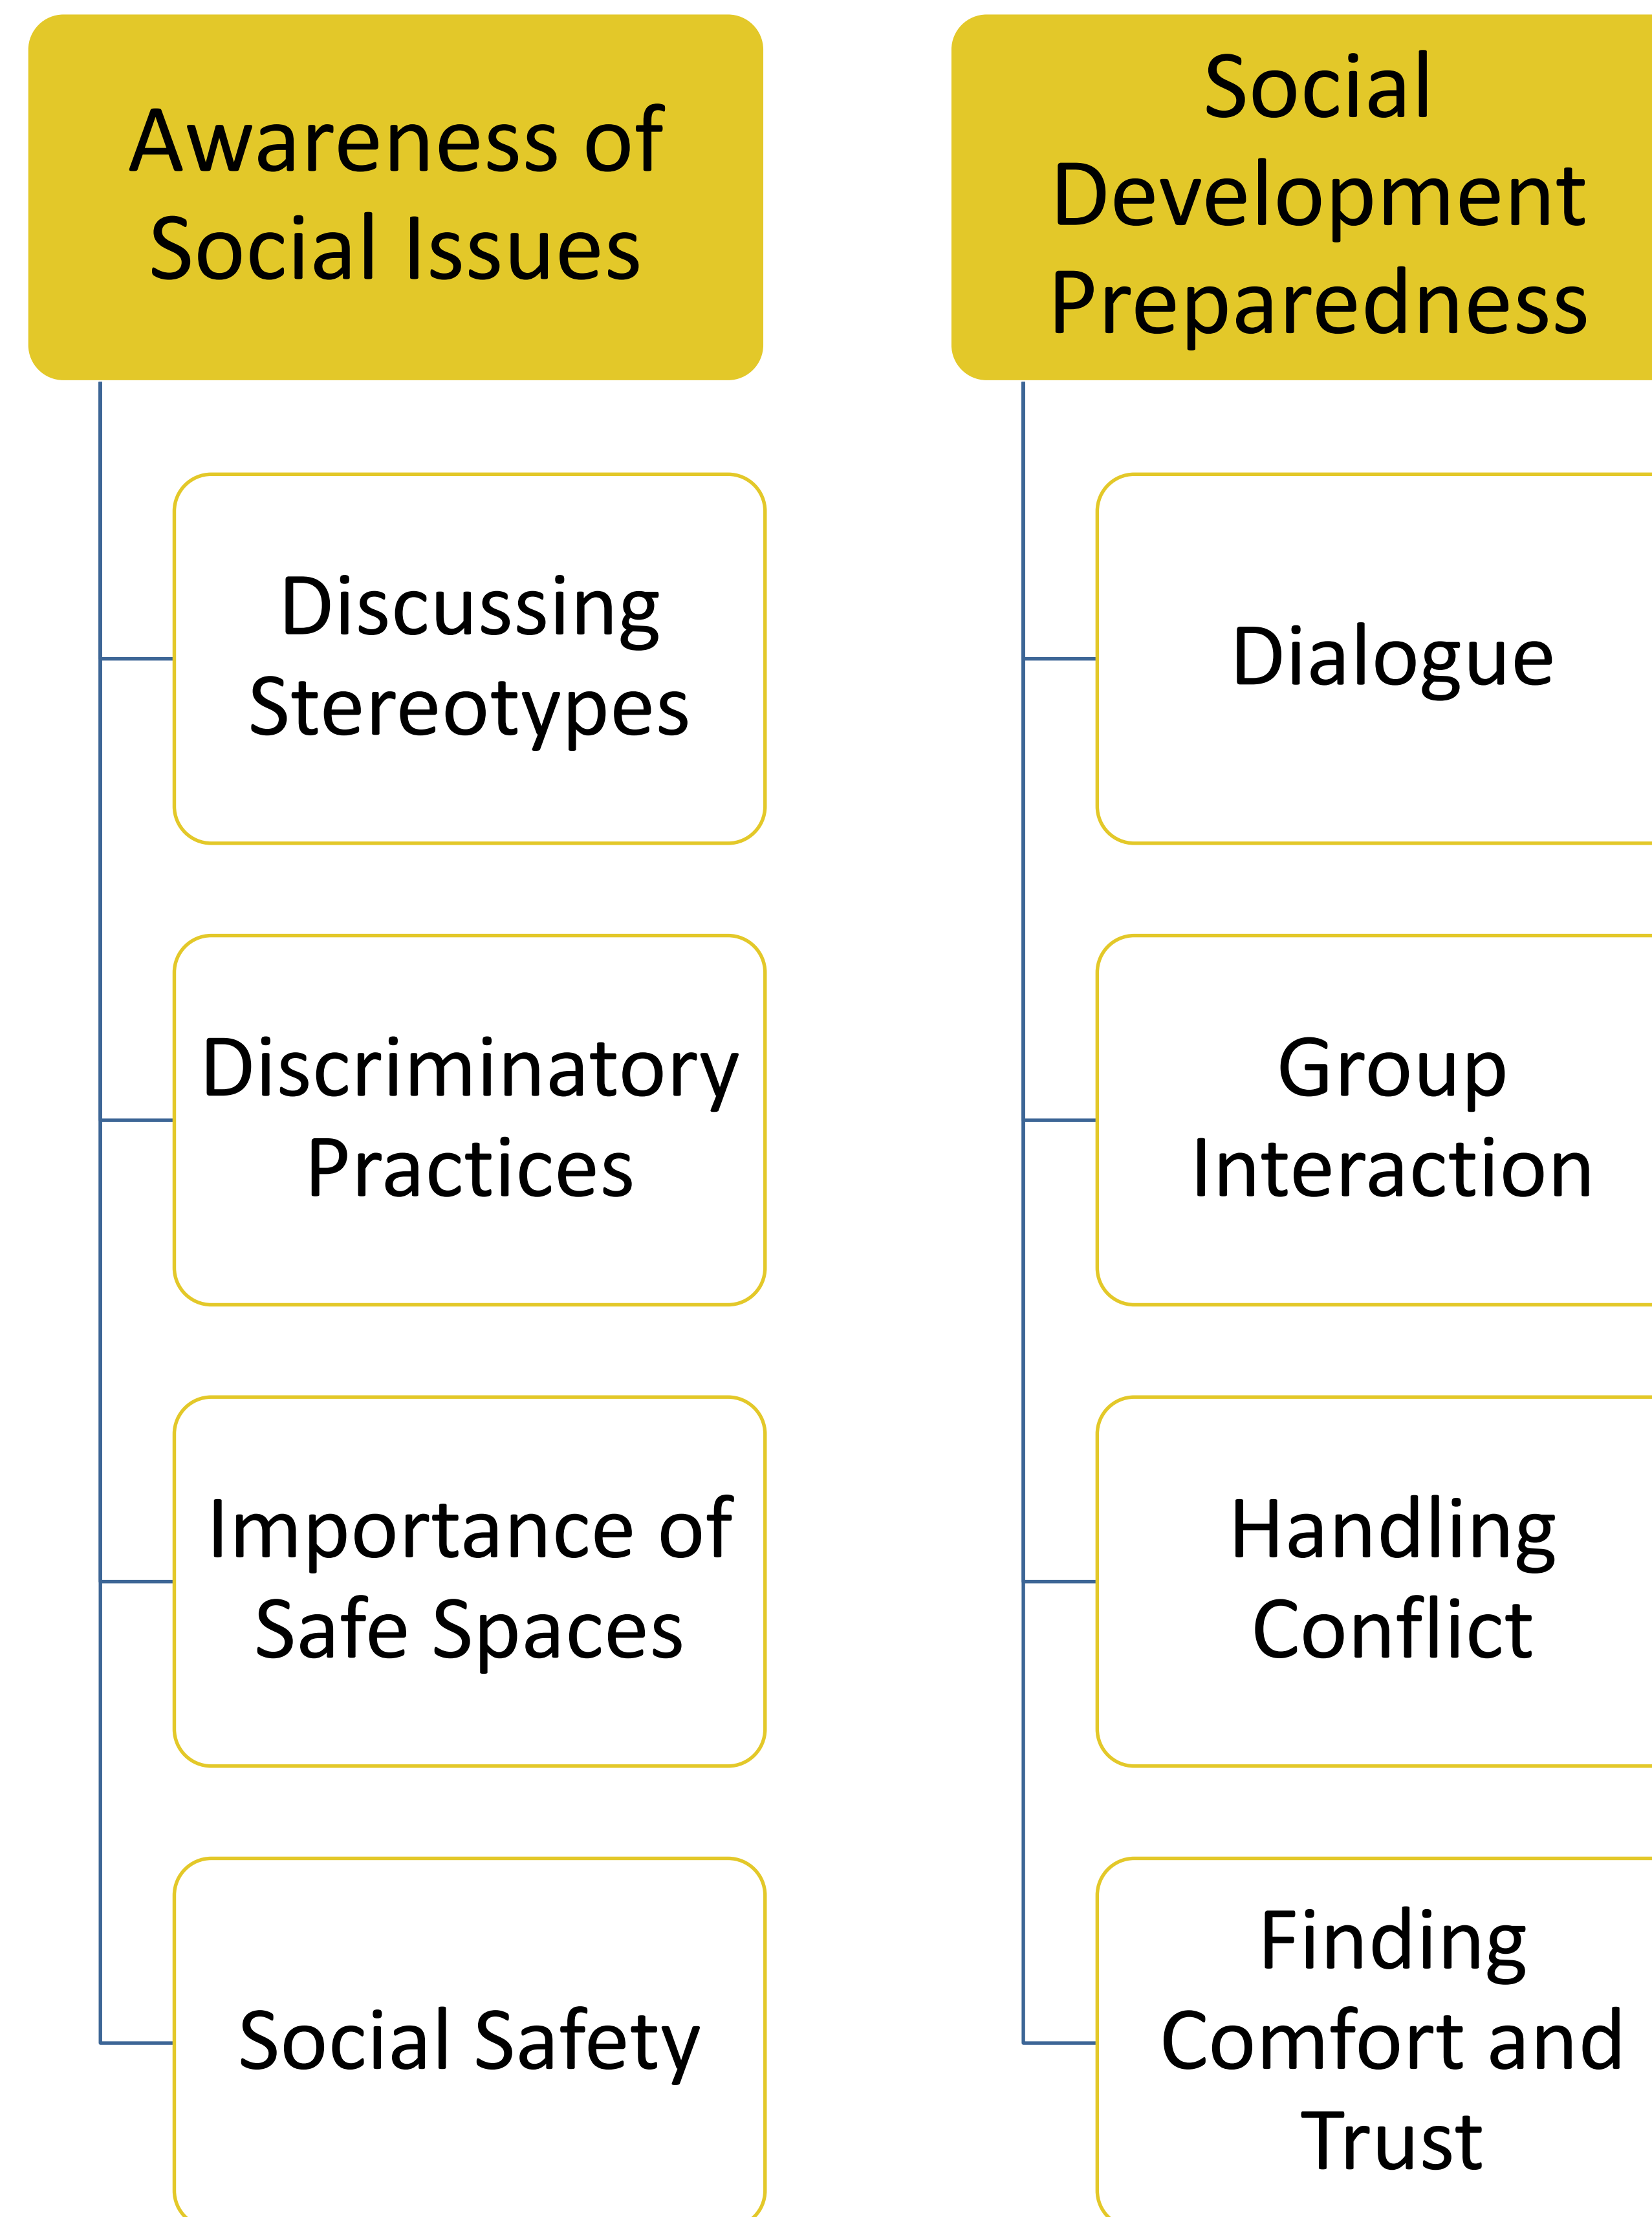 Awareness of
Social Issues
Discussing
Stereotypes
Discriminatory
Practices
Importance of
Safe Spaces
Social Safety
Social
Development
Preparedness
Dialogue
Group
Interaction
Handling
Conflict
Finding
Comfort and
Trust